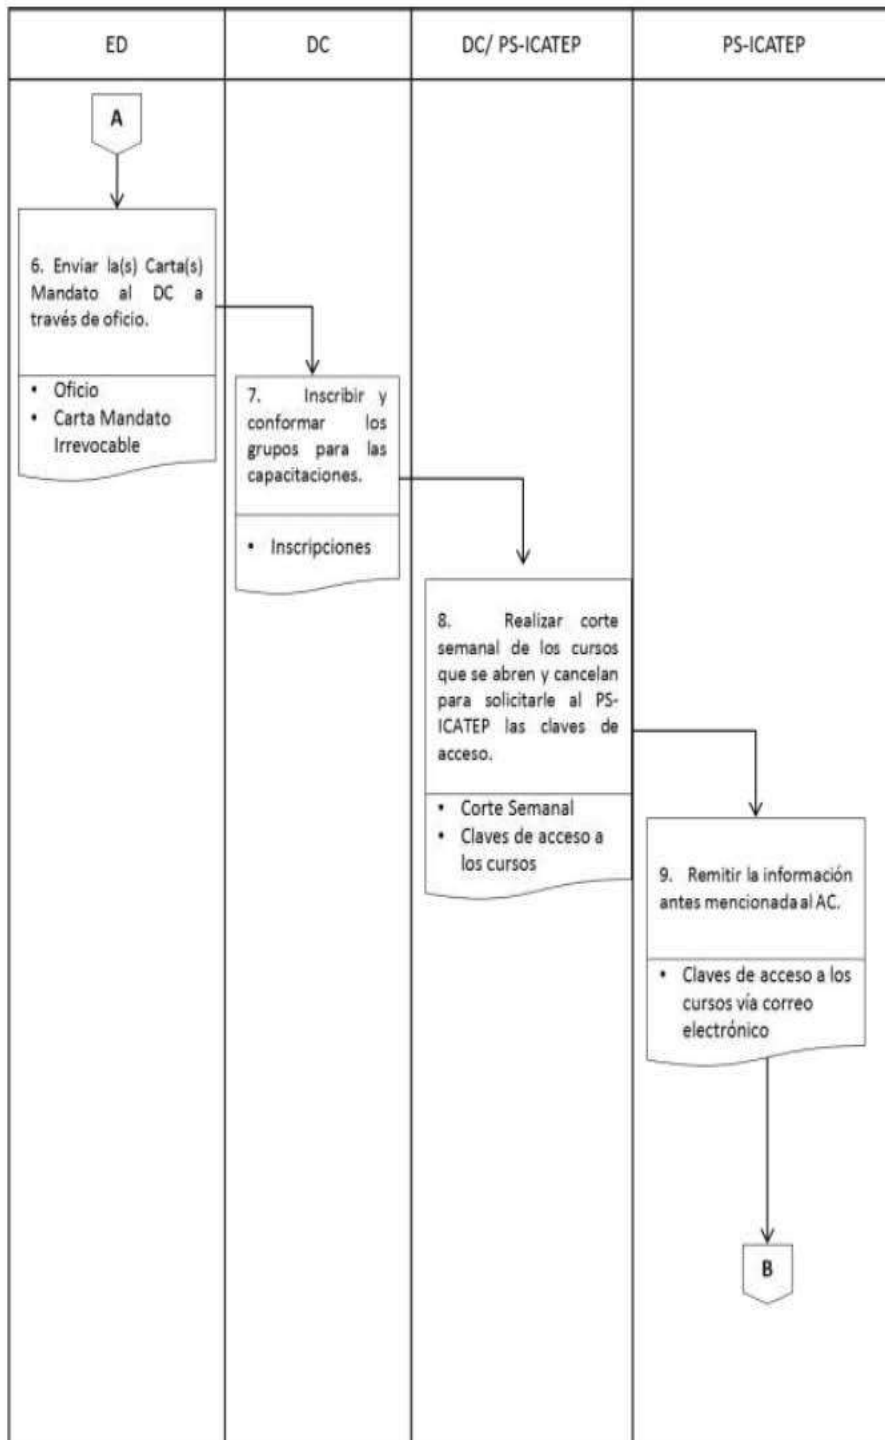 ED
DC
DC/ PS-ICATEP
PS-ICATEP
A
6. Enviar la(s) Carta(s)
Mandato al DC a
través de oficio.
• Oficio
• Carta Mandato
Irrevocable
7. Inscribir y
conformar los
grupos para las
capacitaciones.
• Inscripciones
8. Realizar corte
semanal de los cursos
que se abren y cancelan
para solicitarle al PS-
ICATEP las claves de
acceso.
• Corte Semanal
• Claves de acceso a
los cursos
9. Remitir la información
antes mencionada al AC.
• Claves de acceso a los
cursos vía correo
electrónico
B